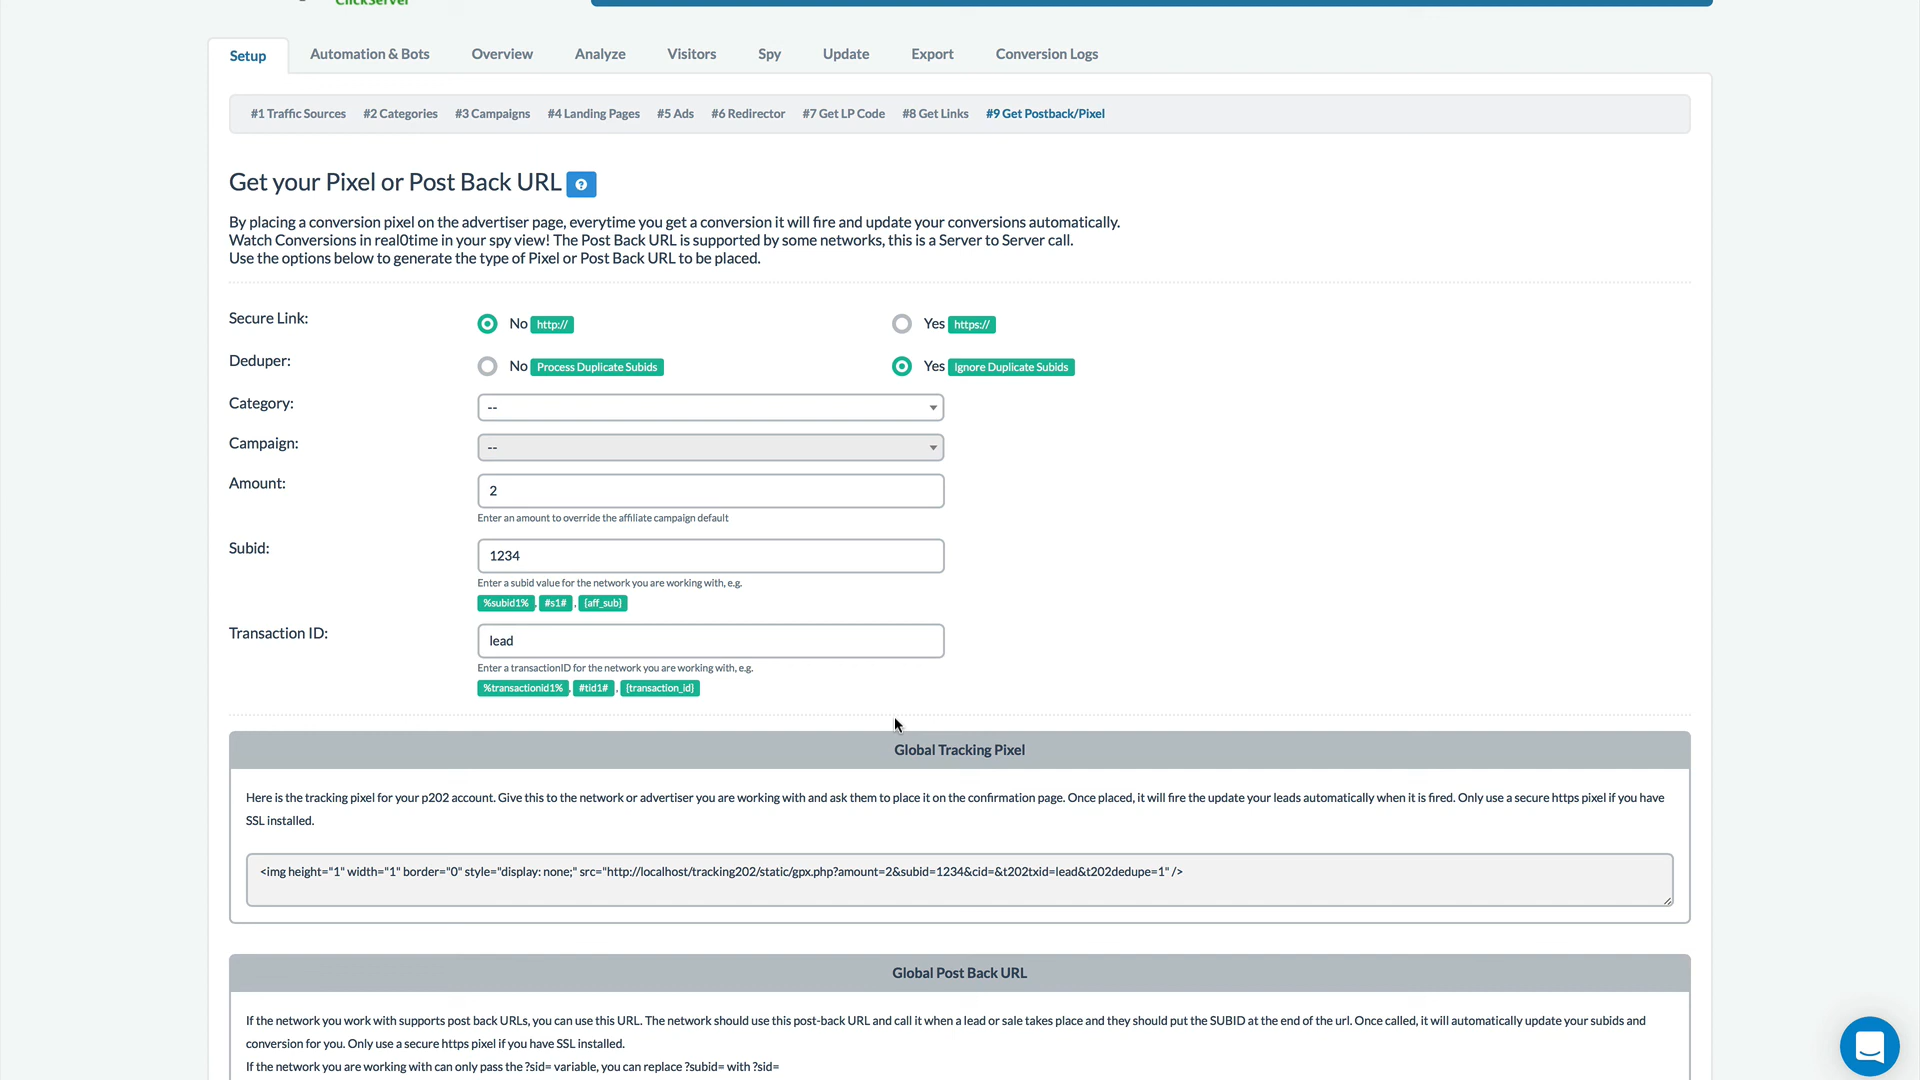 ClickServer
Setup
Automation & Bots
Overview
Analyze
Visitors
Spy
Update
Export
Conversion Logs
#1 Traffic Sources
#2 Categories
#3 Campaigns
#4 Landing Pages
#5 Ads
#6 Redirector
#7 Get LP Code
#8 Get Links
#9 Get Postback/Pixel
Get your Pixel or Post Back URL
By placing a conversion pixel on the advertiser page, everytime you get a conversion it will fire and update your conversions automatically.
Watch Conversions in real0time in your spy view! The Post Back URL is supported by some networks, this is a Server to Server call.
Use the options below to generate the type of Pixel or Post Back URL to be placed.
Secure Link:
No http://
Yes https://
Deduper:
No Process Duplicate Subids
Yes Ignore Duplicate Subids
Category:
--
Campaign:
--
Amount:
2
Enter an amount to override the affiliate campaign default
Subid:
1234
Enter a subid value for the network you are working with, e.g.
%subid1% , #s1# , {aff_sub}
Transaction ID:
lead
Enter a transactionID for the network you are working with, e.g.
%transactionid1% , #tid1# , {transaction_id}
Global Tracking Pixel
Here is the tracking pixel for your p202 account. Give this to the network or advertiser you are working with and ask them to place it on the confirmation page. Once placed, it will fire the update your leads automatically when it is fired. Only use a secure https pixel if you have
SSL installed.
<img height="1" width="1" border="0" style="display: none;" src="http://localhost/tracking202/static/gpx.php?amount=2&subid=1234&cid=&t202txid=lead&t202dedupe=1" />
Global Post Back URL
If the network you work with supports post back URLs, you can use this URL. The network should use this post-back URL and call it when a lead or sale takes place and they should put the SUBID at the end of the url. Once called, it will automatically update your subids and
conversion for you. Only use a secure https pixel if you have SSL installed.
If the network you are working with can only pass the ?sid= variable, you can replace ?subid= with ?sid=